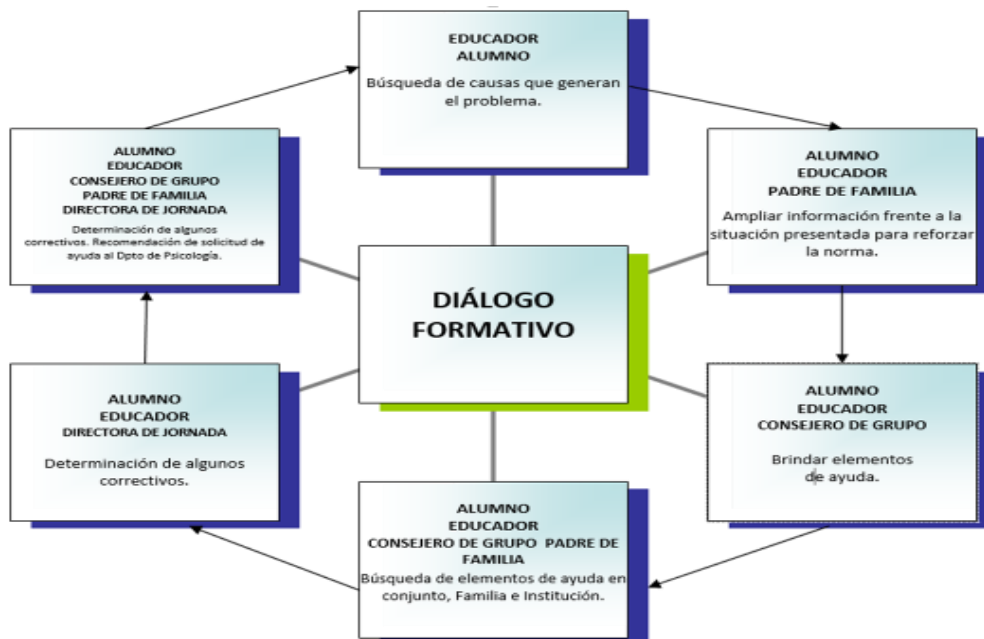 EDUCADOR
ALUMNO
Búsqueda de causas que generan
el problema.
ALUMNO
EDUCADOR
PADRE DE FAMILIA
Ampliar información frente a la
situación presentada para reforzar
la norma.
ALUMNO
EDUCADOR
CONSEJERO DE GRUPO
Brindar elementos
de ayuda.
ALUMNO
EDUCADOR
CONSEJERO DE GRUPO PADRE DE
FAMILIA
Búsqueda de elementos de ayuda en
conjunto, Familia e Institución.
ALUMNO
EDUCADOR
DIRECTORA DE JORNADA
Determinación de algunos
correctivos.
ALUMNO
EDUCADOR
CONSEJERO DE GRUPO
PADRE DE FAMILIA
DIRECTORA DE JORNADA
Determinación de algunos
correctivos. Recomendación de solicitud de
ayuda al Dpto de Psicología.
DIÁLOGO
FORMATIVO